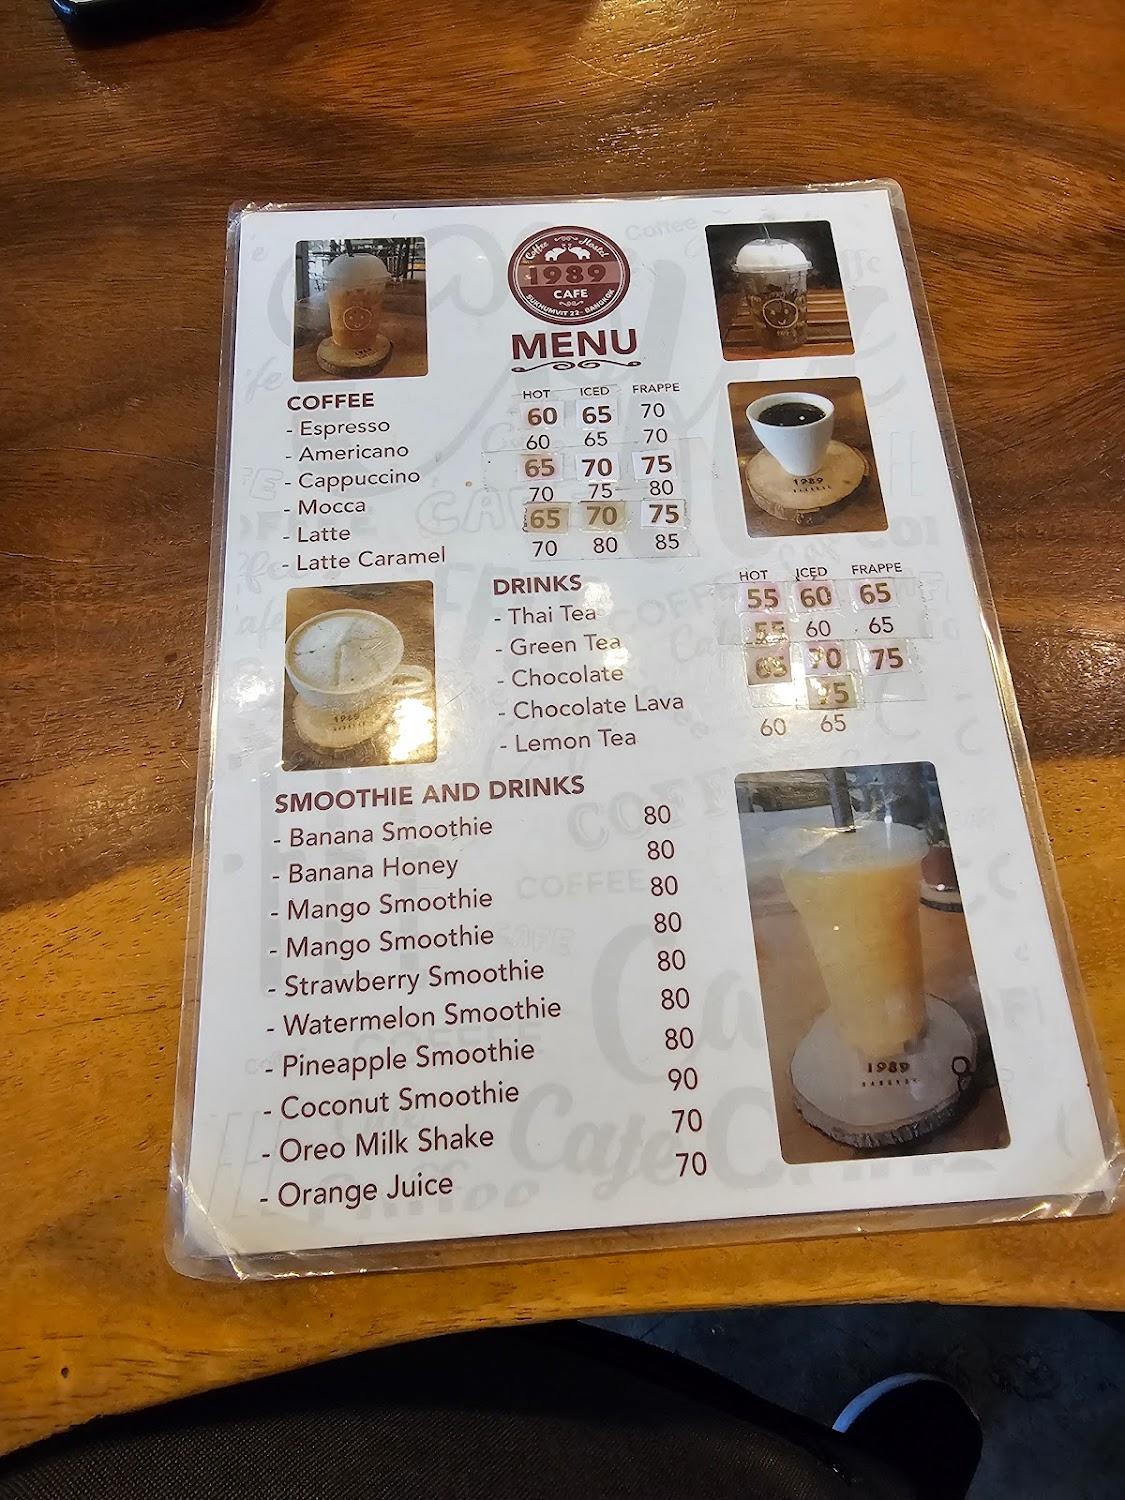 Coffee Hostel
1989
CAFE
SUKHUMVIT 22 - BANGKOK
MENU
COFFEE HOT ICED FRAPPE
- Espresso 60 65 70
- Americano 60 65 70
- Cappuccino 65 70 75
- Mocca 70 75 80
- Latte 65 70 75
- Latte Caramel 70 80 85
DRINKS HOT ICED FRAPPE
- Thai Tea 55 60 65
- Green Tea 55 60 65
- Chocolate 65 70 75
- Chocolate Lava 75
- Lemon Tea 60 65
SMOOTHIE AND DRINKS
- Banana Smoothie 80
- Banana Honey 80
- Mango Smoothie 80
- Mango Smoothie 80
- Strawberry Smoothie 80
- Watermelon Smoothie 80
- Pineapple Smoothie 80
- Coconut Smoothie 90
- Oreo Milk Shake 70
- Orange Juice 70
1989
BANGKOK
1989
1989
BANGKOK